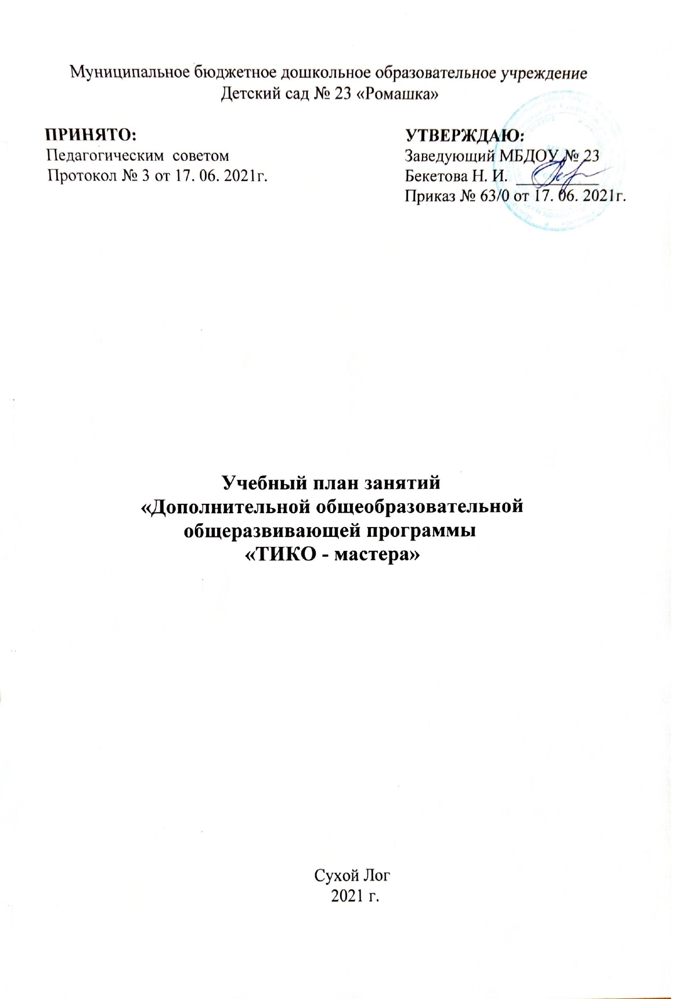 Муниципальное бюджетное дошкольное образовательное учреждение
Детский сад № 23 «Ромашка»
ПРИНЯТО:
Педагогическим советом
Протокол № 3 от 17. 06. 2021г.
УТВЕРЖДАЮ:
Заведующий МБДОУ № 23
Бекетова Н. И. ___________
Приказ № 63/0 от 17. 06. 2021г.
Учебный план занятий
«Дополнительной общеобразовательной
общеразвивающей программы
«ТИКО - мастера»
Сухой Лог
2021 г.